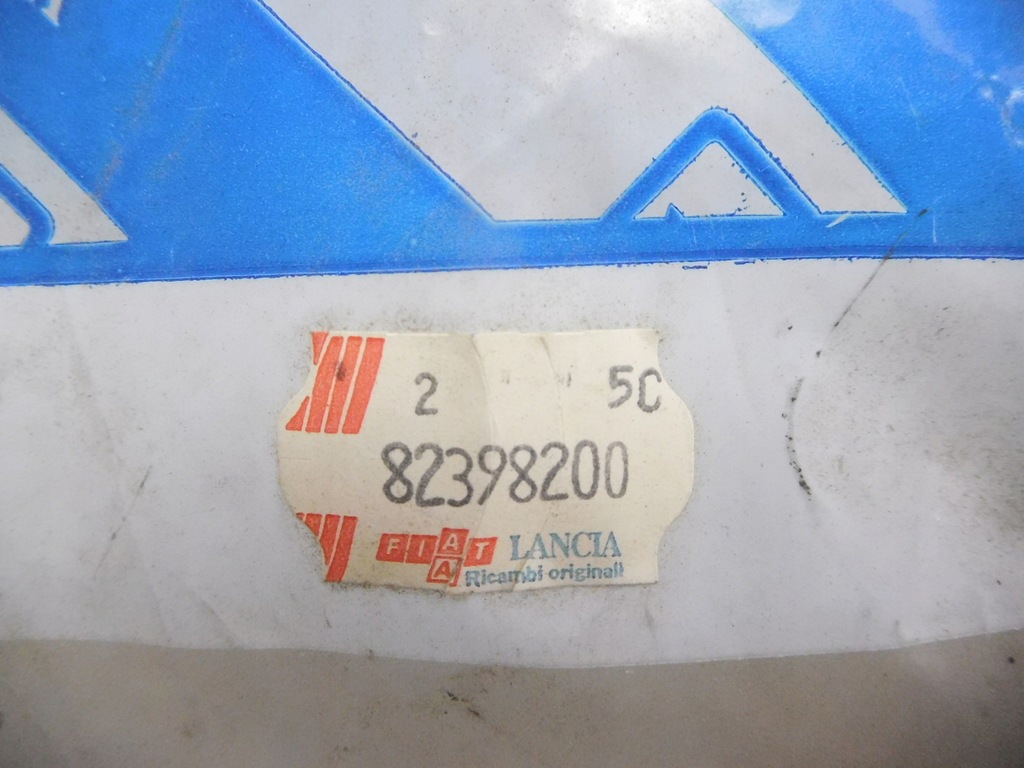 2 5C
82398200
FIAT LANCIA
A Ricambi originali